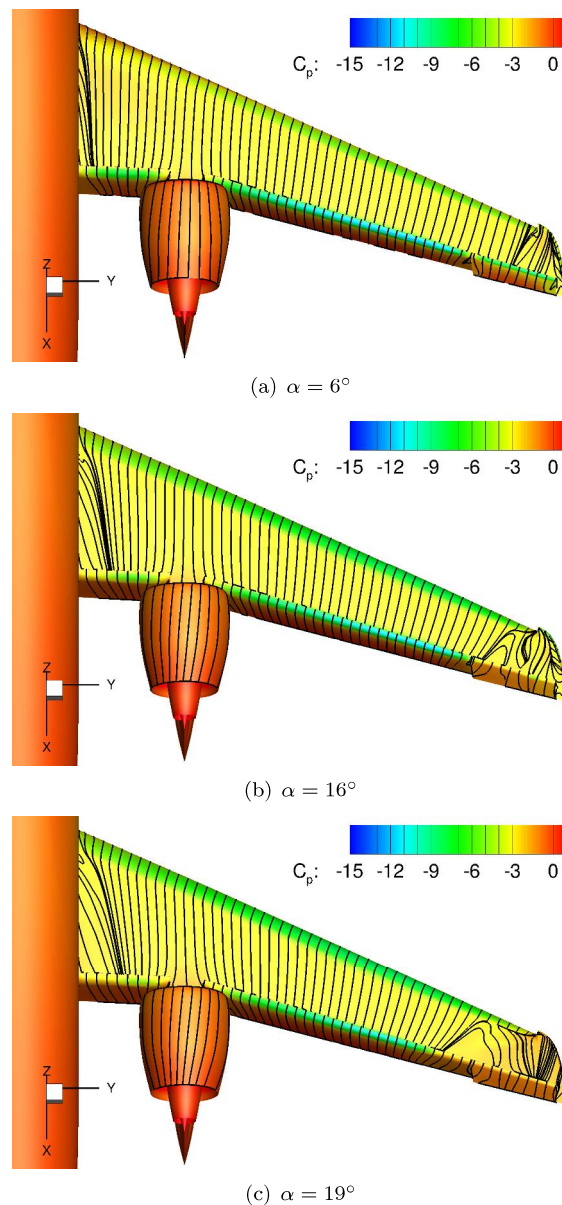 Cₚ: -15 -12 -9 -6 -3 0
Z
Y
X
(a) α = 6°
Cₚ: -15 -12 -9 -6 -3 0
Z
Y
X
(b) α = 16°
Cₚ: -15 -12 -9 -6 -3 0
Z
Y
X
(c) α = 19°